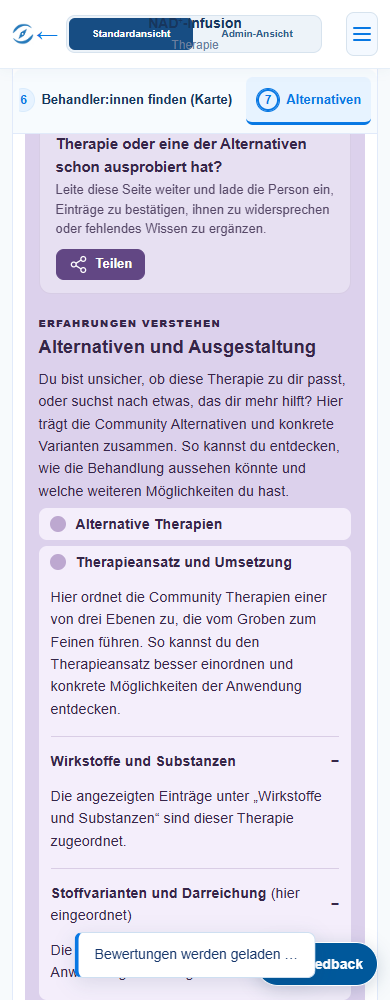 NAD⁺-Infusion
Standardansicht
Admin-Ansicht
Therapie
6 Behandler:innen finden (Karte)
7 Alternativen
Therapie oder eine der Alternativen
schon ausprobiert hat?
Leite diese Seite weiter und lade die Person ein,
Einträge zu bestätigen, ihnen zu widersprechen
oder fehlendes Wissen zu ergänzen.
Teilen
ERFAHRUNGEN VERSTEHEN
Alternativen und Ausgestaltung
Du bist unsicher, ob diese Therapie zu dir passt,
oder suchst nach etwas, das dir mehr hilft? Hier
trägt die Community Alternativen und konkrete
Varianten zusammen. So kannst du entdecken,
wie die Behandlung aussehen könnte und
welche weiteren Möglichkeiten du hast.
Alternative Therapien
Therapieansatz und Umsetzung
Hier ordnet die Community Therapien einer
von drei Ebenen zu, die vom Groben zum
Feinen führen. So kannst du den
Therapieansatz besser einordnen und
konkrete Möglichkeiten der Anwendung
entdecken.
Wirkstoffe und Substanzen –
Die angezeigten Einträge unter „Wirkstoffe
und Substanzen“ sind dieser Therapie
zugeordnet.
Stoffvarianten und Darreichung (hier
eingeordnet) –
Die
Bewertungen werden geladen …
edback